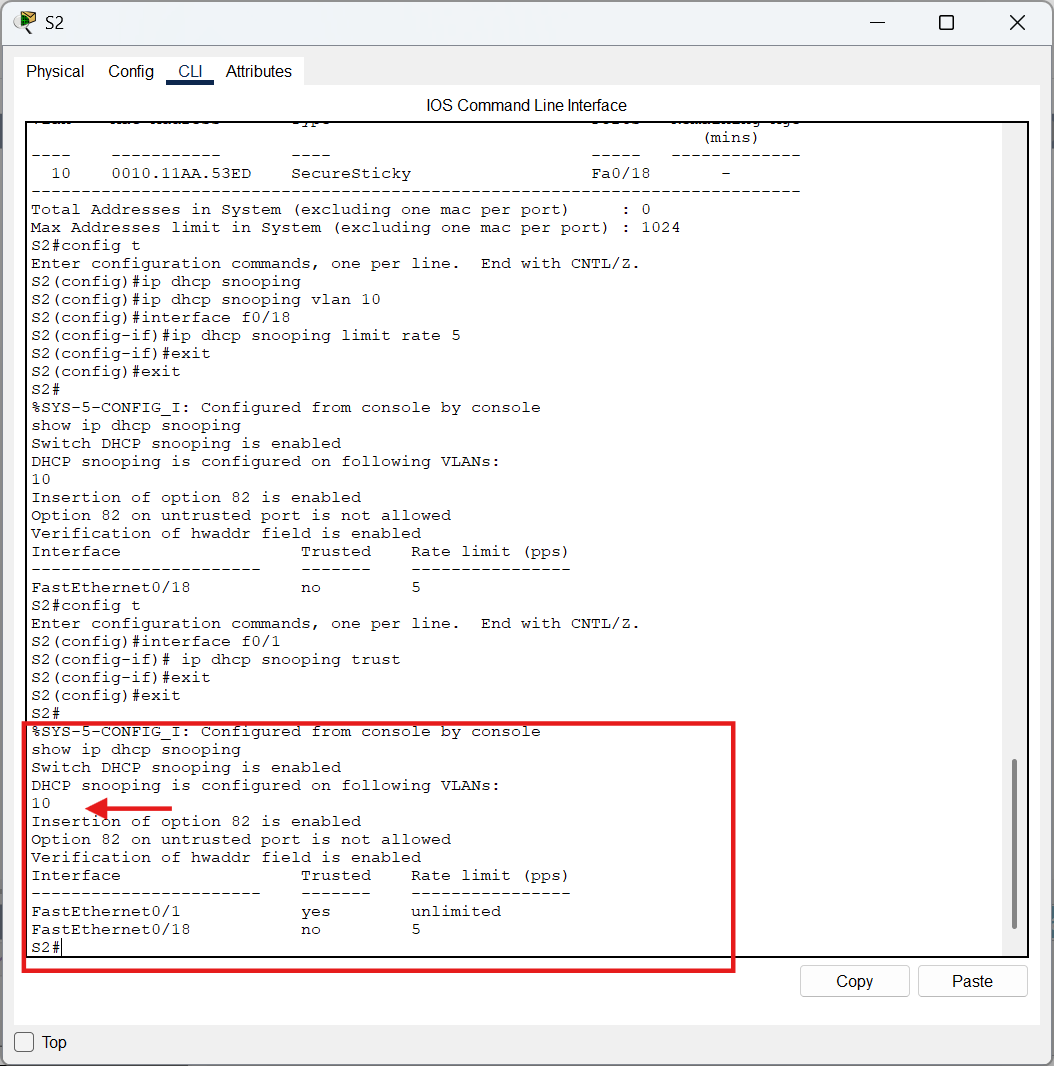 S2
Physical Config CLI Attributes
IOS Command Line Interface
(mins)
---- ----------- ---- ----- -------------
10 0010.11AA.53ED SecureSticky Fa0/18 -
-----------------------------------------------------------------------------
Total Addresses in System (excluding one mac per port) : 0
Max Addresses limit in System (excluding one mac per port) : 1024
S2#config t
Enter configuration commands, one per line. End with CNTL/Z.
S2(config)#ip dhcp snooping
S2(config)#ip dhcp snooping vlan 10
S2(config)#interface f0/18
S2(config-if)#ip dhcp snooping limit rate 5
S2(config-if)#exit
S2(config)#exit
S2#
%SYS-5-CONFIG_I: Configured from console by console
show ip dhcp snooping
Switch DHCP snooping is enabled
DHCP snooping is configured on following VLANs:
10
Insertion of option 82 is enabled
Option 82 on untrusted port is not allowed
Verification of hwaddr field is enabled
Interface Trusted Rate limit (pps)
----------------------- ------- ----------------
FastEthernet0/18 no 5
S2#config t
Enter configuration commands, one per line. End with CNTL/Z.
S2(config)#interface f0/1
S2(config-if)# ip dhcp snooping trust
S2(config-if)#exit
S2(config)#exit
S2#
%SYS-5-CONFIG_I: Configured from console by console
show ip dhcp snooping
Switch DHCP snooping is enabled
DHCP snooping is configured on following VLANs:
10
Insertion of option 82 is enabled
Option 82 on untrusted port is not allowed
Verification of hwaddr field is enabled
Interface Trusted Rate limit (pps)
----------------------- ------- ----------------
FastEthernet0/1 yes unlimited
FastEthernet0/18 no 5
S2#
Copy Paste
Top